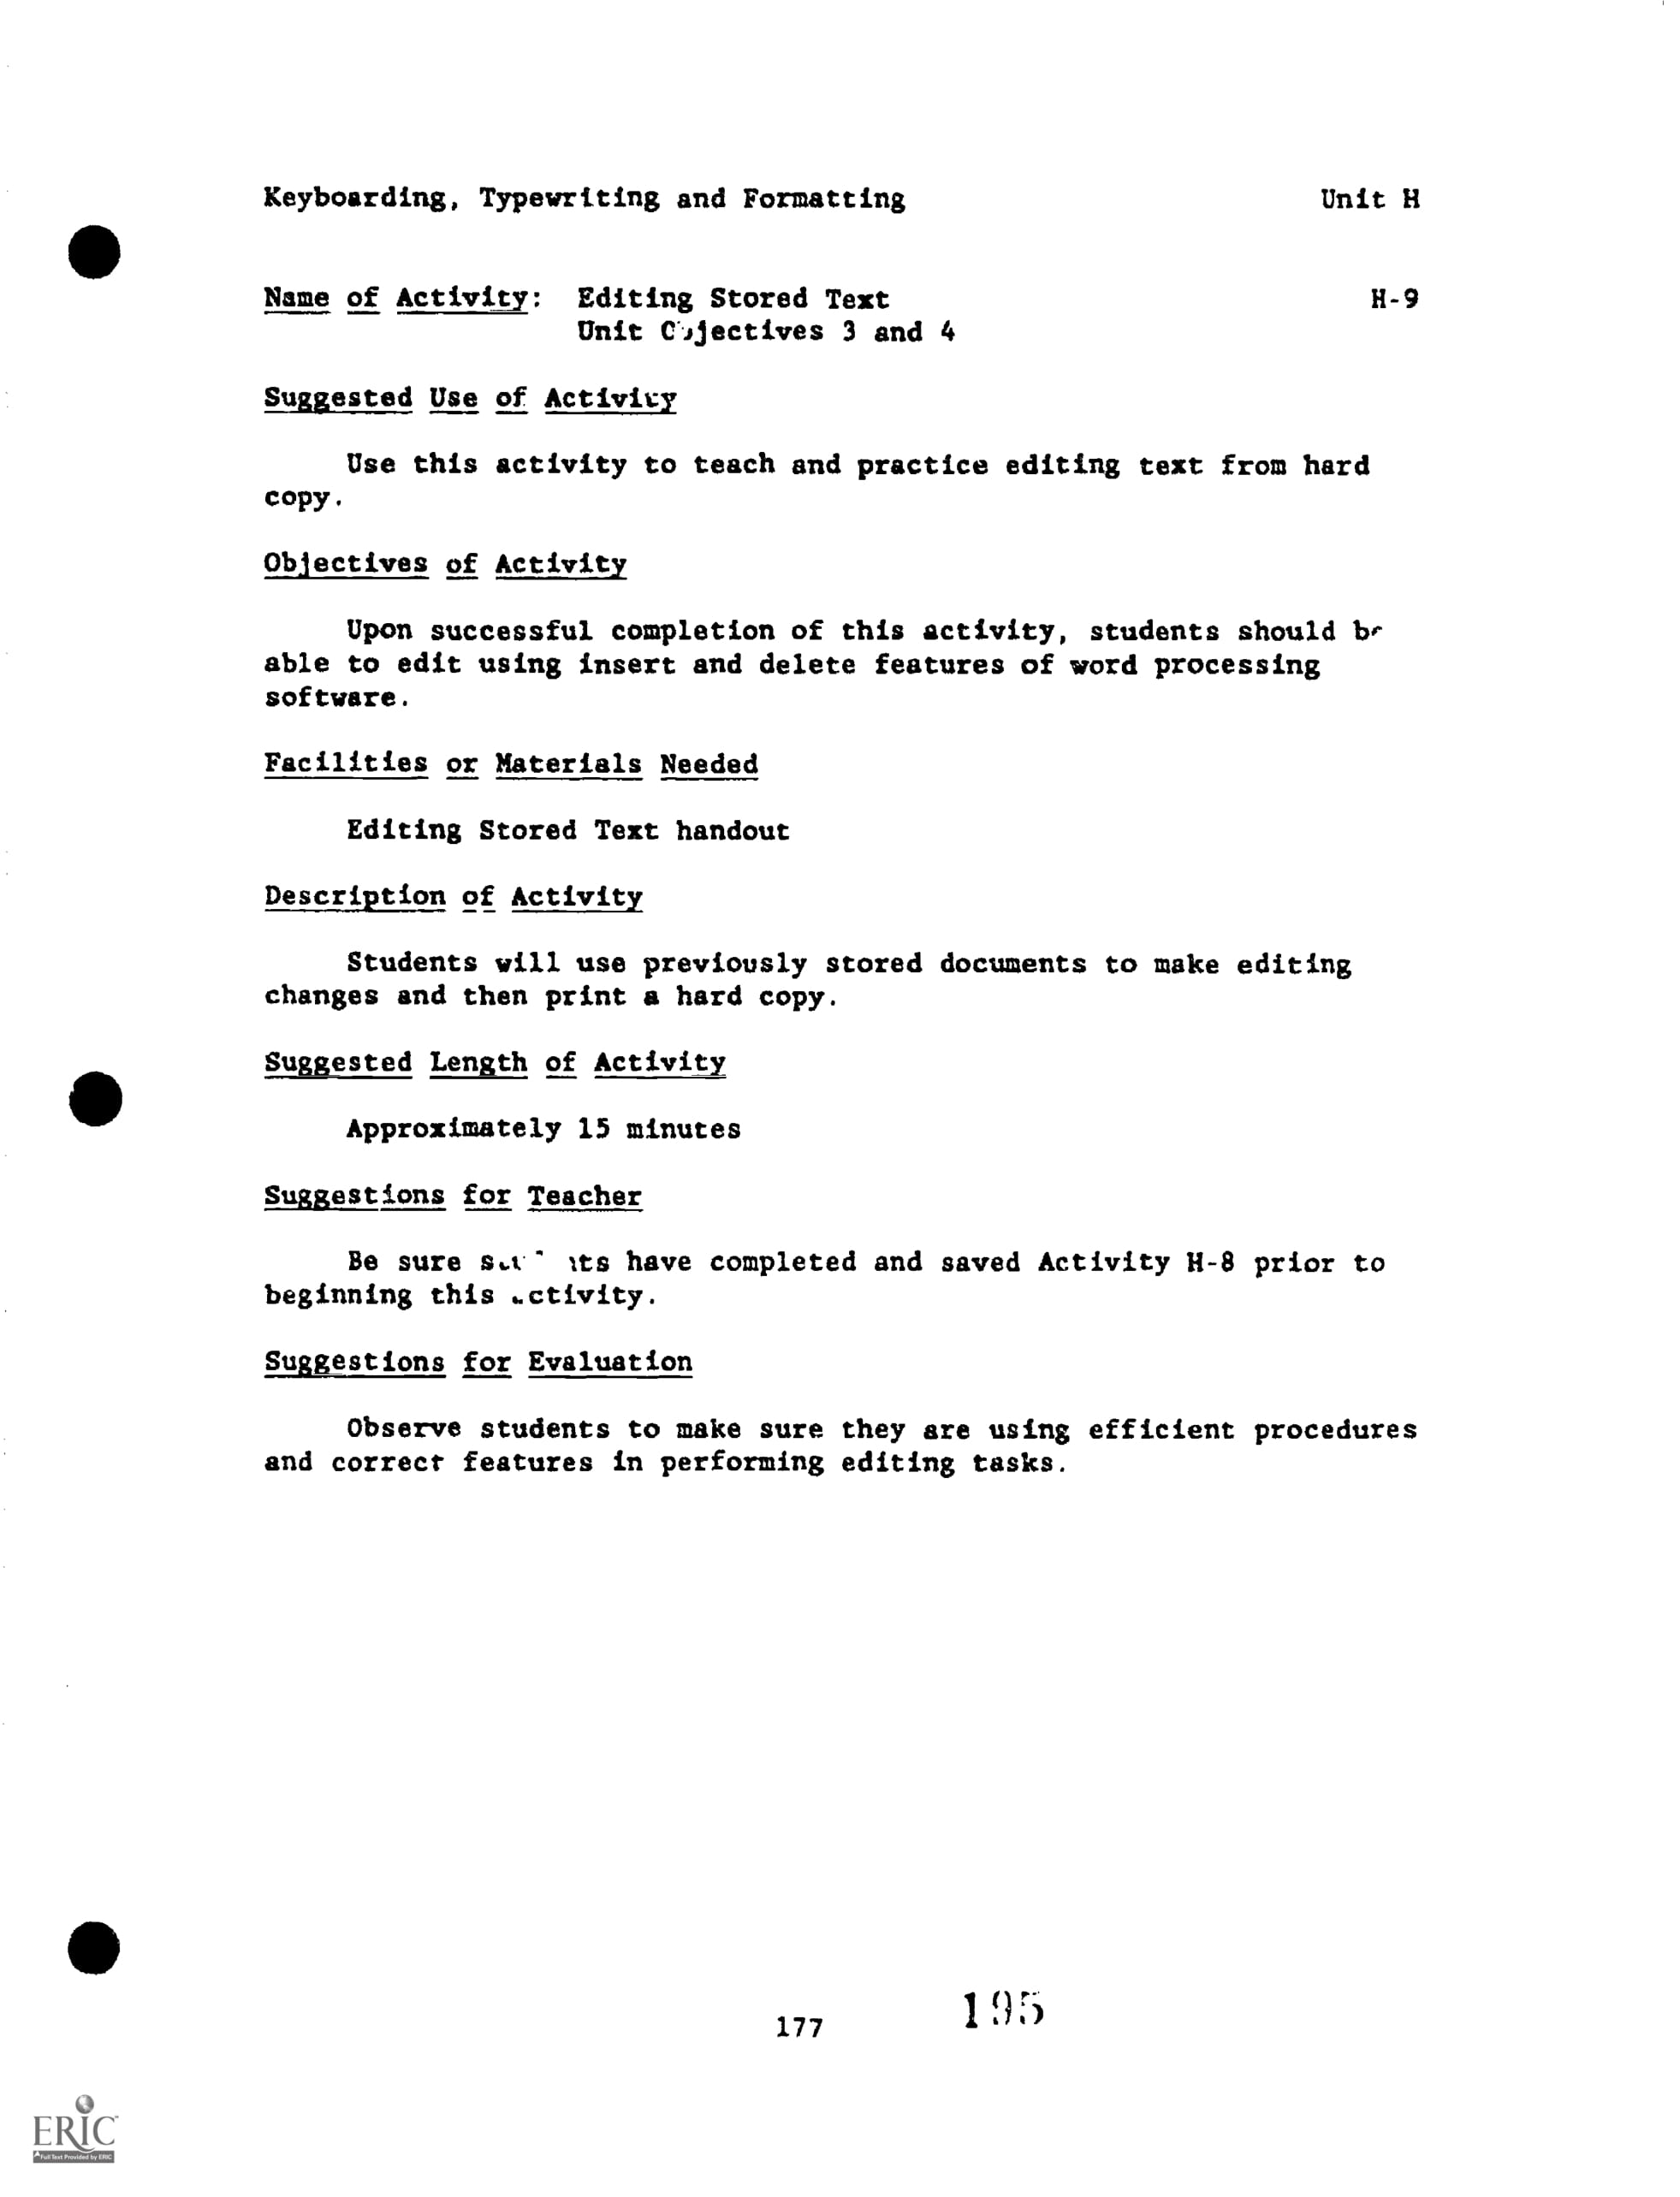 Keyboarding, Typewriting and Formatting Unit H
Name of Activity: Editing Stored Text H-9
Unit Objectives 3 and 4
Suggested Use of Activity
Use this activity to teach and practice editing text from hard
copy.
Objectives of Activity
Upon successful completion of this activity, students should be
able to edit using insert and delete features of word processing
software.
Facilities or Materials Needed
Editing Stored Text handout
Description of Activity
Students will use previously stored documents to make editing
changes and then print a hard copy.
Suggested Length of Activity
Approximately 15 minutes
Suggestions for Teacher
Be sure have completed and saved Activity H-8 prior to
beginning this activity.
Suggestions for Evaluation
Observe students to make sure they are using efficient procedures
and correct features in performing editing tasks.
177 195
ERIC
Full Text Provided by ERIC